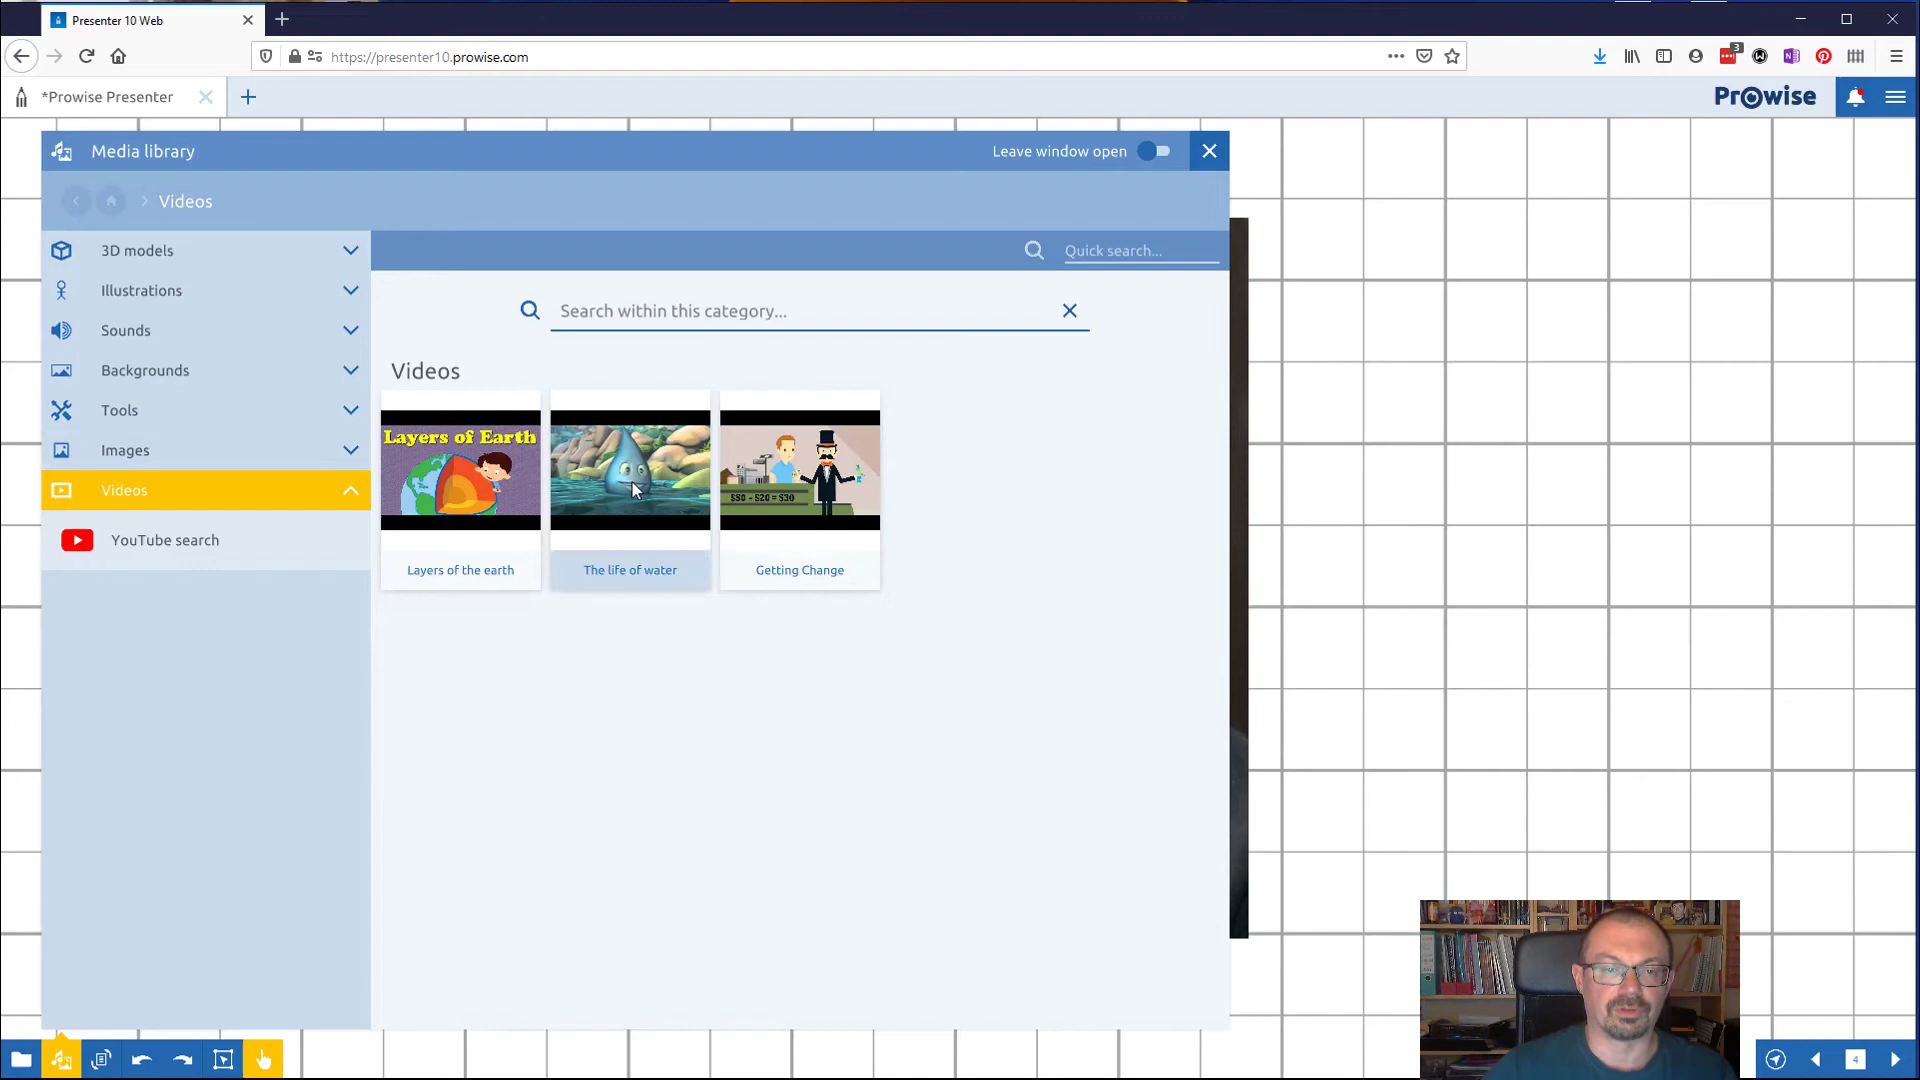 Presenter 10 Web
https://presenter10.prowise.com
3
*Prowise Presenter
Prowise
Media library
Leave window open
Videos
3D models
Quick search...
Illustrations
Search within this category...
Sounds
Backgrounds
Videos
Tools
Images
Videos
YouTube search
Layers of Earth
$50 - $20 = $30
Layers of the earth
The life of water
Getting Change
4